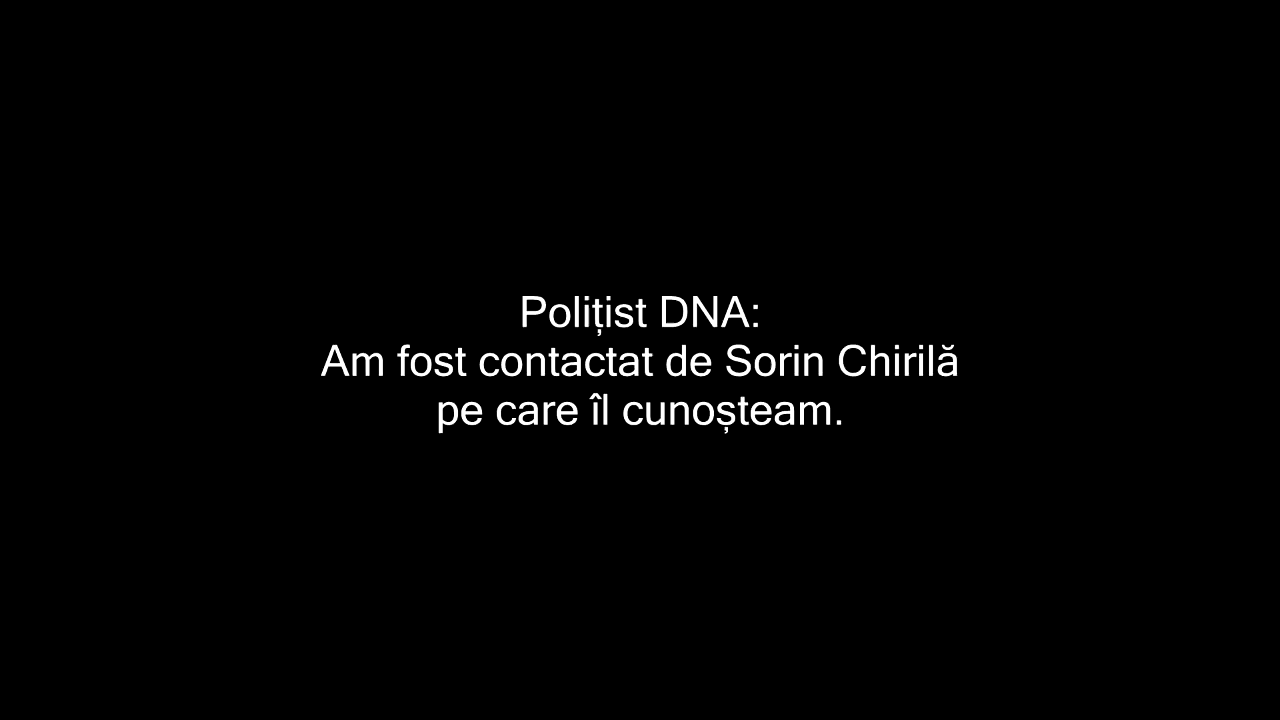 Polițist DNA:
Am fost contactat de Sorin Chirilă
pe care îl cunoșteam.